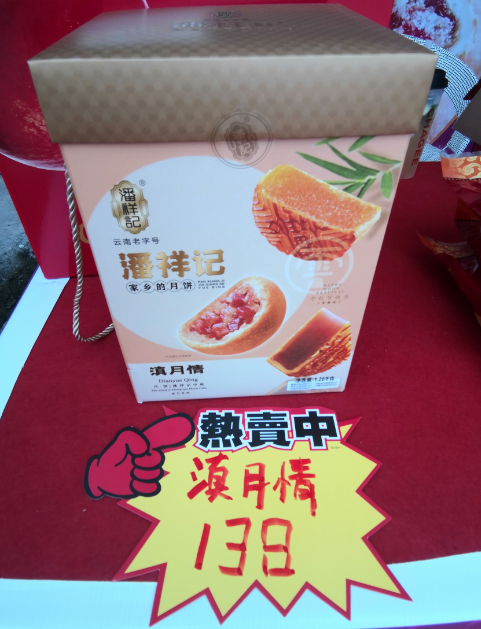 潘祥記
®
云南老字号
潘祥记
家乡的月饼
滇月情
Dianyue Qing
熱賣中
滇月情
138